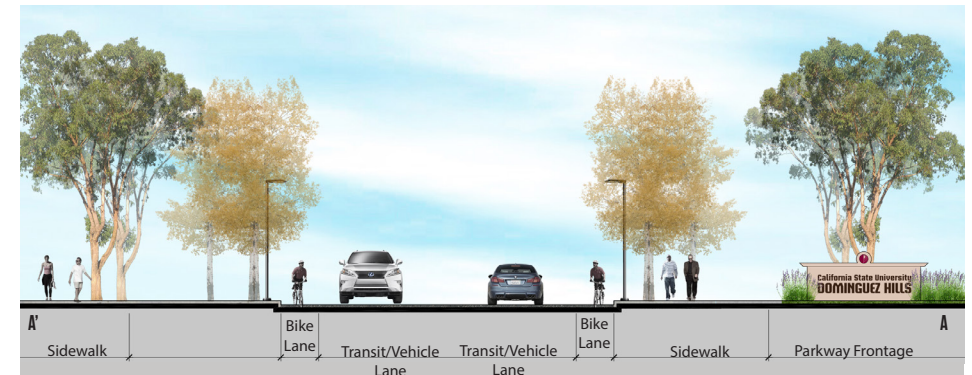 California State University
DOMINGUEZ HILLS
A'
A
Sidewalk
Bike
Lane
Transit/Vehicle
Lane
Transit/Vehicle
Lane
Bike
Lane
Sidewalk
Parkway Frontage